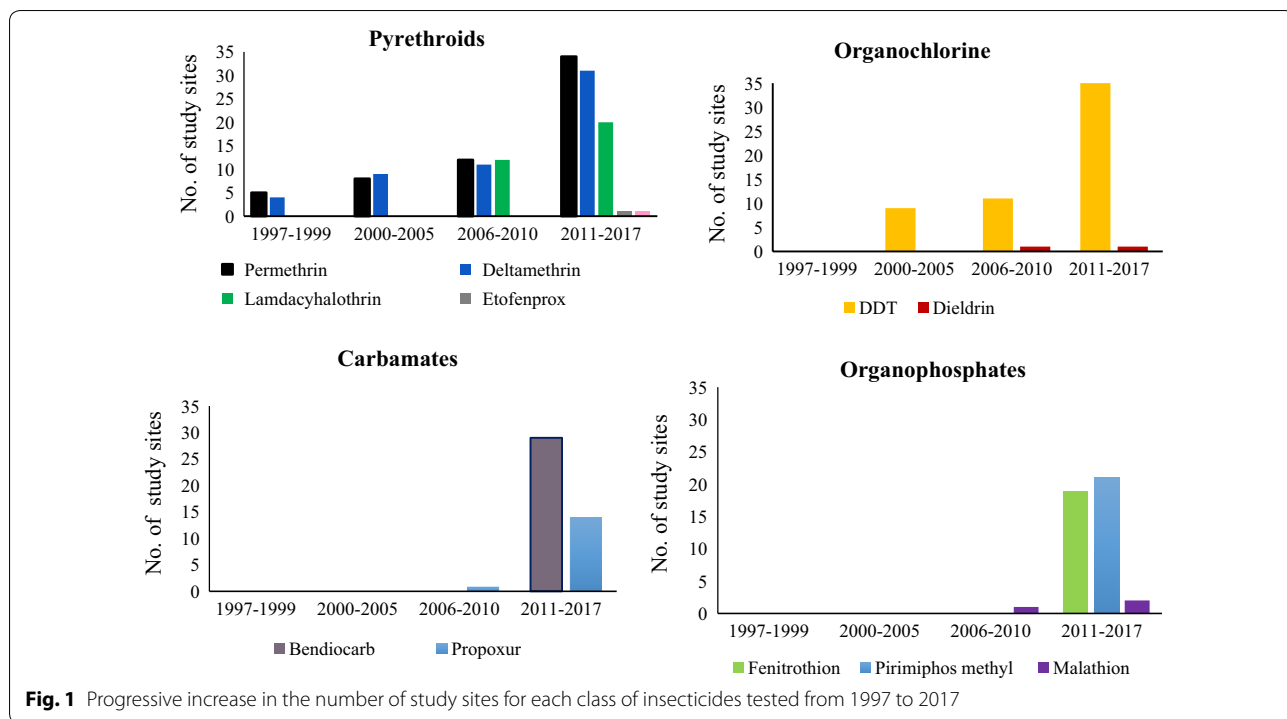 Pyrethroids
No. of study sites
35
30
25
20
15
10
5
0
1997-1999 2000-2005 2006-2010 2011-2017
Permethrin Deltamethrin
Lamdacyhalothrin Etofenprox
Organochlorine
No. of study sites
35
30
25
20
15
10
5
0
1997-1999 2000-2005 2006-2010 2011-2017
DDT Dieldrin
Carbamates
No. of study sites
35
30
25
20
15
10
5
0
1997-1999 2000-2005 2006-2010 2011-2017
Bendiocarb Propoxur
Organophosphates
No. of study sites
35
30
25
20
15
10
5
0
1997-1999 2000-2005 2006-2010 2011-2017
Fenitrothion Pirimiphos methyl Malathion
Fig. 1 Progressive increase in the number of study sites for each class of insecticides tested from 1997 to 2017